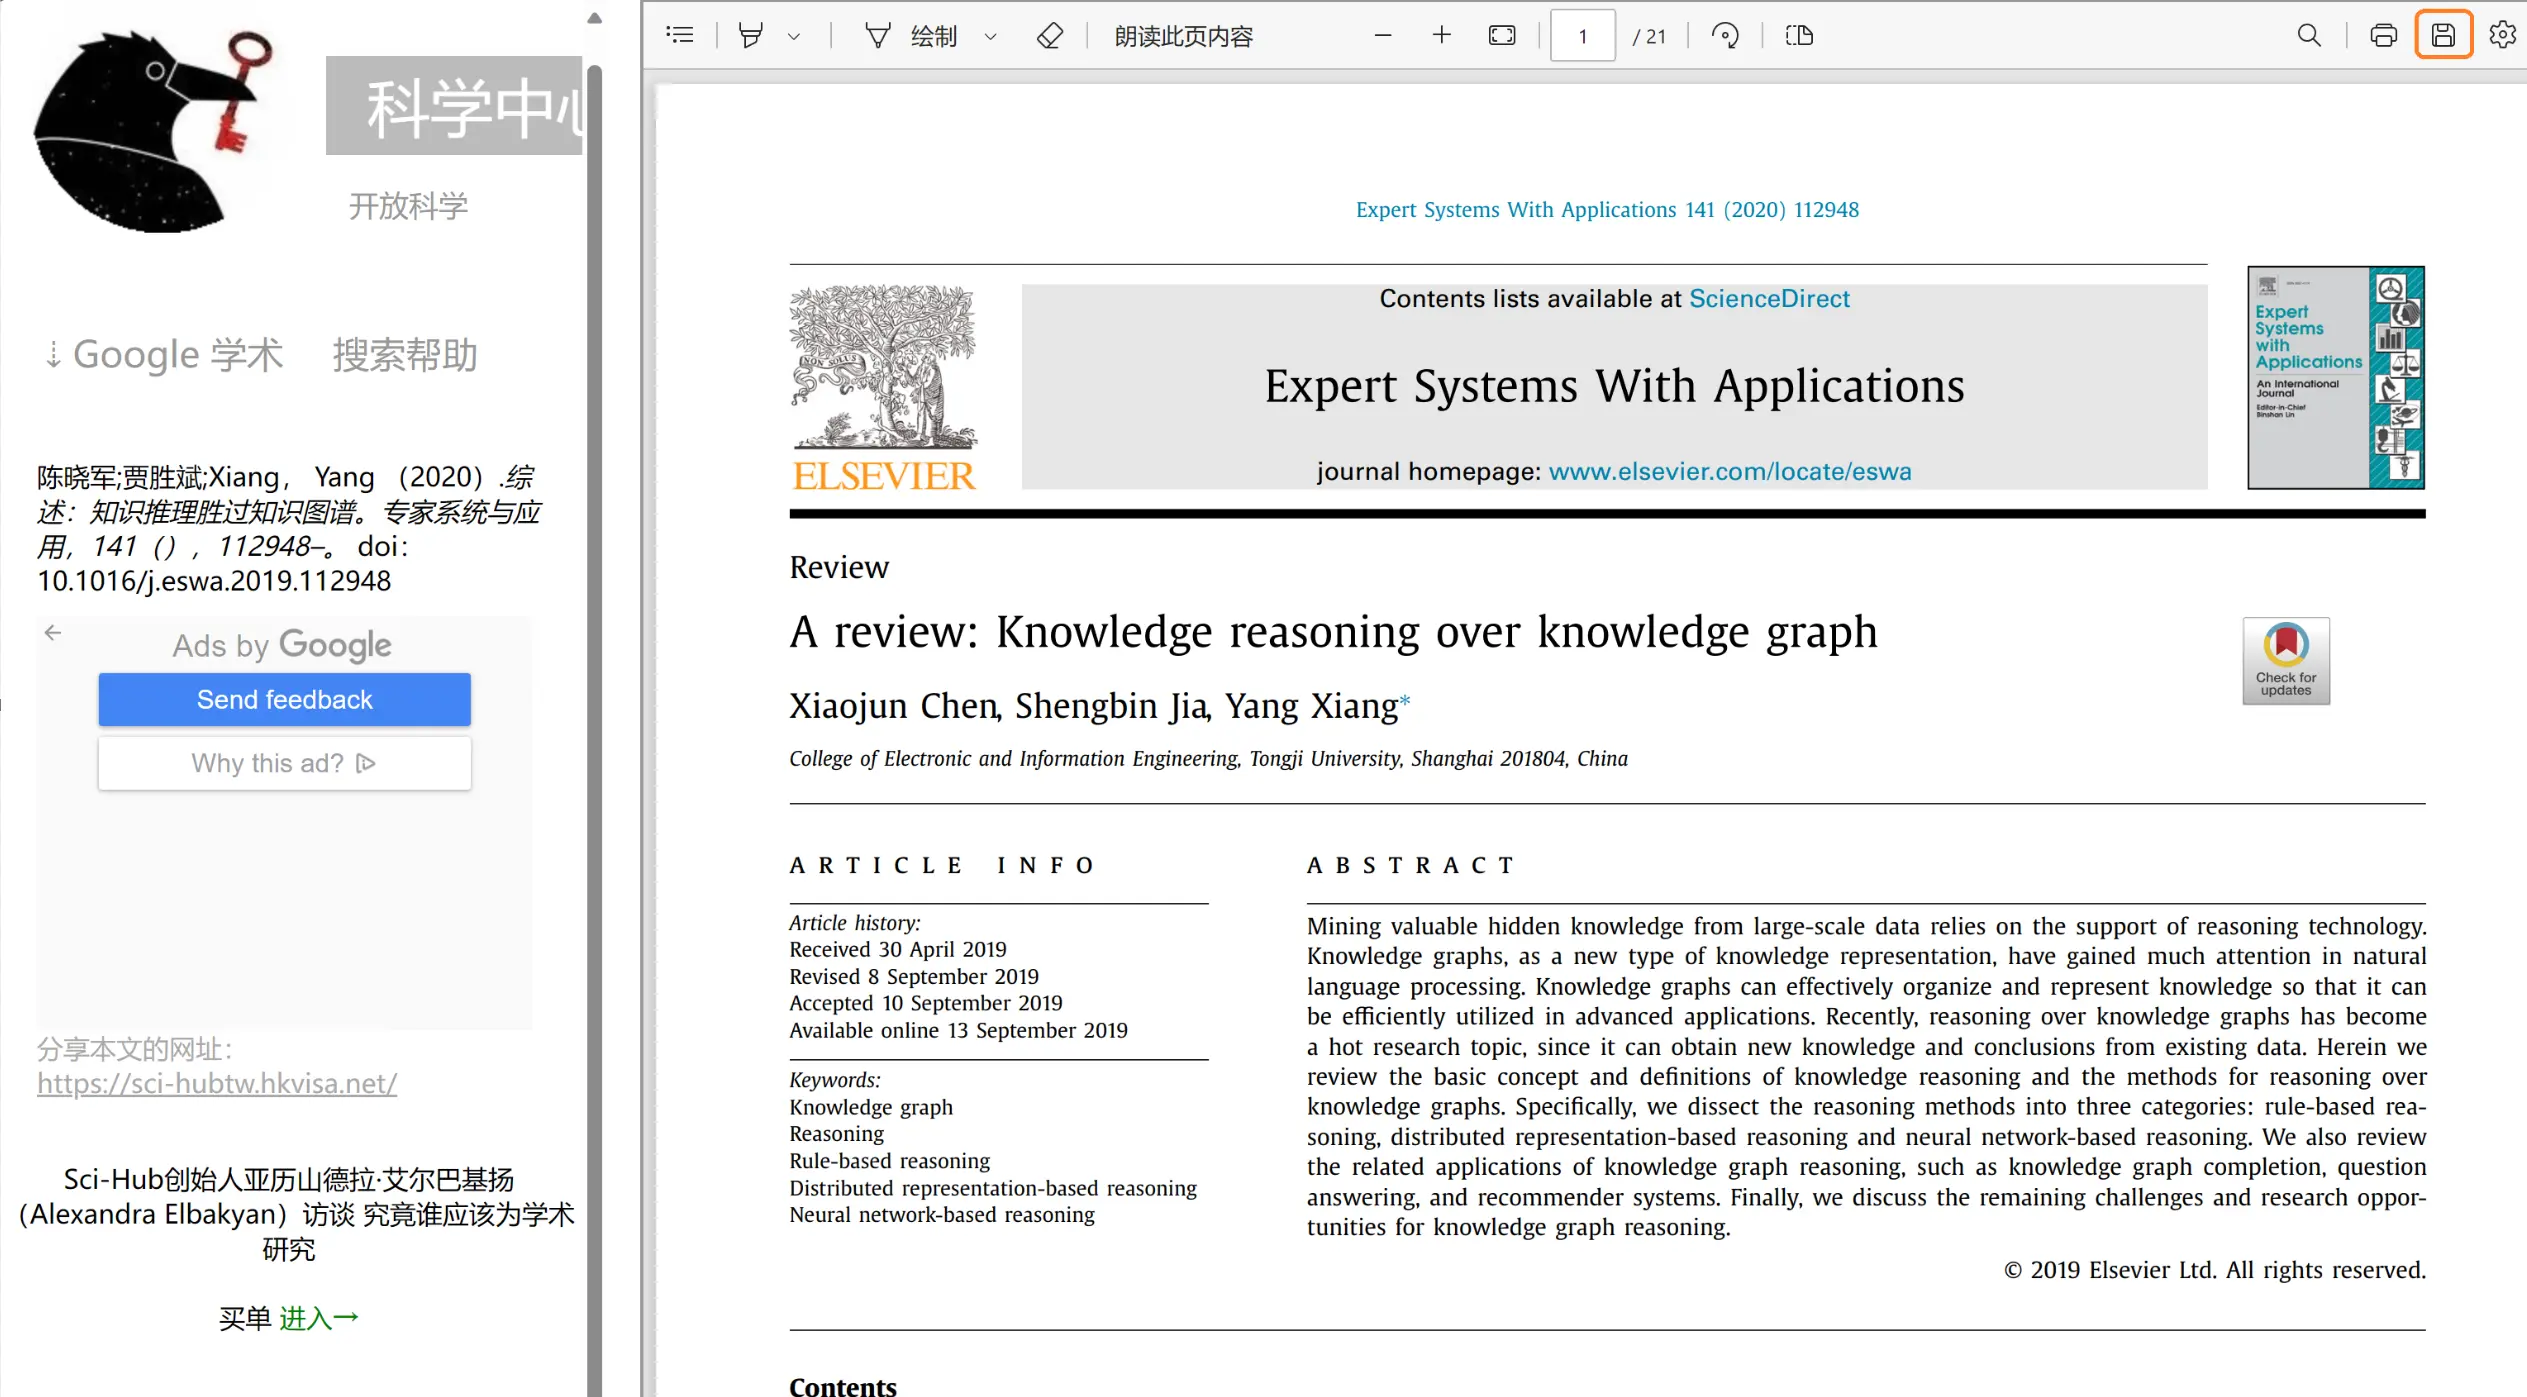 科学中心
开放科学
⇣Google 学术 搜索帮助
陈晓军;贾胜斌;Xiang， Yang （2020）.综
述：知识推理胜过知识图谱。专家系统与应
用，141（），112948–。 doi：
10.1016/j.eswa.2019.112948
Ads by Google
Send feedback
Why this ad?
分享本文的网址：
https://sci-hubtw.hkvisa.net/
Sci-Hub创始人亚历山德拉·艾尔巴基扬
（Alexandra Elbakyan）访谈 究竟谁应该为学术
研究
买单 进入→
绘制 朗读此页内容 1 / 21
Expert Systems With Applications 141 (2020) 112948
NON SOLUS
ELSEVIER
Contents lists available at ScienceDirect
Expert Systems With Applications
journal homepage: www.elsevier.com/locate/eswa
Expert
Systems
with
Applications
An International
Journal
Editor-in-Chief
Binshan Lin
Review
A review: Knowledge reasoning over knowledge graph
Xiaojun Chen, Shengbin Jia, Yang Xiang*
College of Electronic and Information Engineering, Tongji University, Shanghai 201804, China
Check for
updates
ARTICLE INFO
Article history:
Received 30 April 2019
Revised 8 September 2019
Accepted 10 September 2019
Available online 13 September 2019
Keywords:
Knowledge graph
Reasoning
Rule-based reasoning
Distributed representation-based reasoning
Neural network-based reasoning
ABSTRACT
Mining valuable hidden knowledge from large-scale data relies on the support of reasoning technology.
Knowledge graphs, as a new type of knowledge representation, have gained much attention in natural
language processing. Knowledge graphs can effectively organize and represent knowledge so that it can
be efficiently utilized in advanced applications. Recently, reasoning over knowledge graphs has become
a hot research topic, since it can obtain new knowledge and conclusions from existing data. Herein we
review the basic concept and definitions of knowledge reasoning and the methods for reasoning over
knowledge graphs. Specifically, we dissect the reasoning methods into three categories: rule-based rea-
soning, distributed representation-based reasoning and neural network-based reasoning. We also review
the related applications of knowledge graph reasoning, such as knowledge graph completion, question
answering, and recommender systems. Finally, we discuss the remaining challenges and research oppor-
tunities for knowledge graph reasoning.
© 2019 Elsevier Ltd. All rights reserved.
Contents